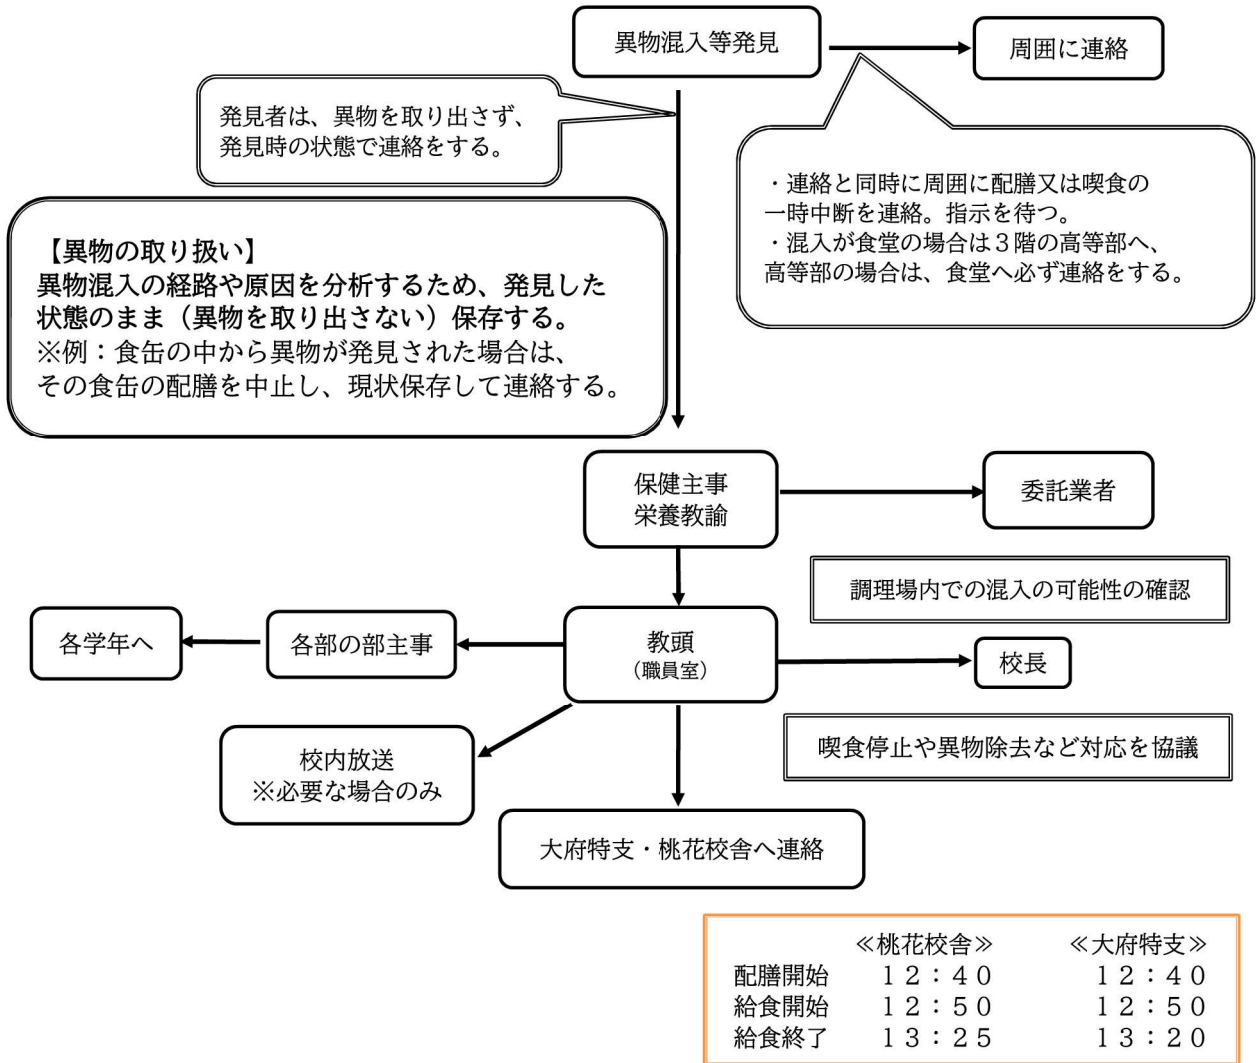 異物混入等発見
周囲に連絡
発見者は、異物を取り出さず、
発見時の状態で連絡をする。
・連絡と同時に周囲に配膳又は喫食の
一時中断を連絡。指示を待つ。
・混入が食堂の場合は３階の高等部へ、
高等部の場合は、食堂へ必ず連絡をする。
【異物の取り扱い】
異物混入の経路や原因を分析するため、発見した
状態のまま（異物を取り出さない）保存する。
※例：食缶の中から異物が発見された場合は、
その食缶の配膳を中止し、現状保存して連絡する。
保健主事
栄養教諭
委託業者
調理場内での混入の可能性の確認
各学年へ
各部の部主事
教頭
（職員室）
校長
校内放送
※必要な場合のみ
喫食停止や異物除去など対応を協議
大府特支・桃花校舎へ連絡
≪桃花校舎≫ ≪大府特支≫
配膳開始 １２：４０ １２：４０
給食開始 １２：５０ １２：５０
給食終了 １３：２５ １３：２０